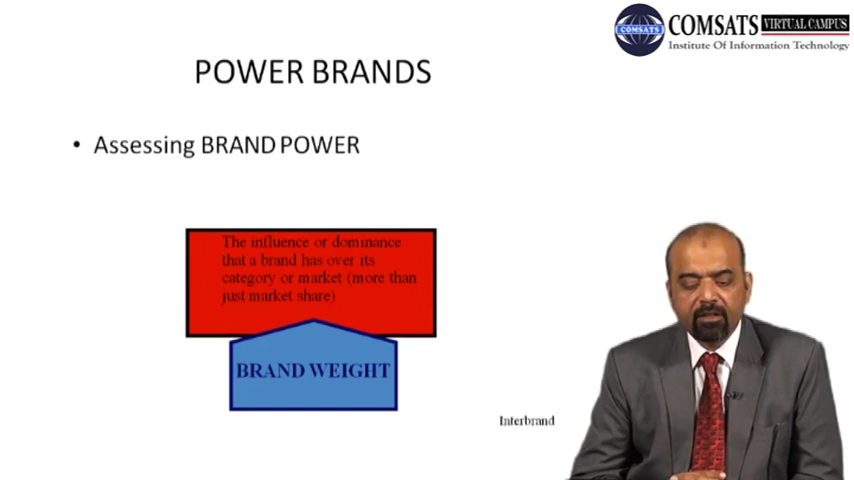 COMSATS VIRTUAL CAMPUS
Institute Of Information Technology
COMSATS
POWER BRANDS
• Assessing BRAND POWER
The influence or dominance
that a brand has over its
category or market (more than
just market share)
BRAND WEIGHT
Interbrand